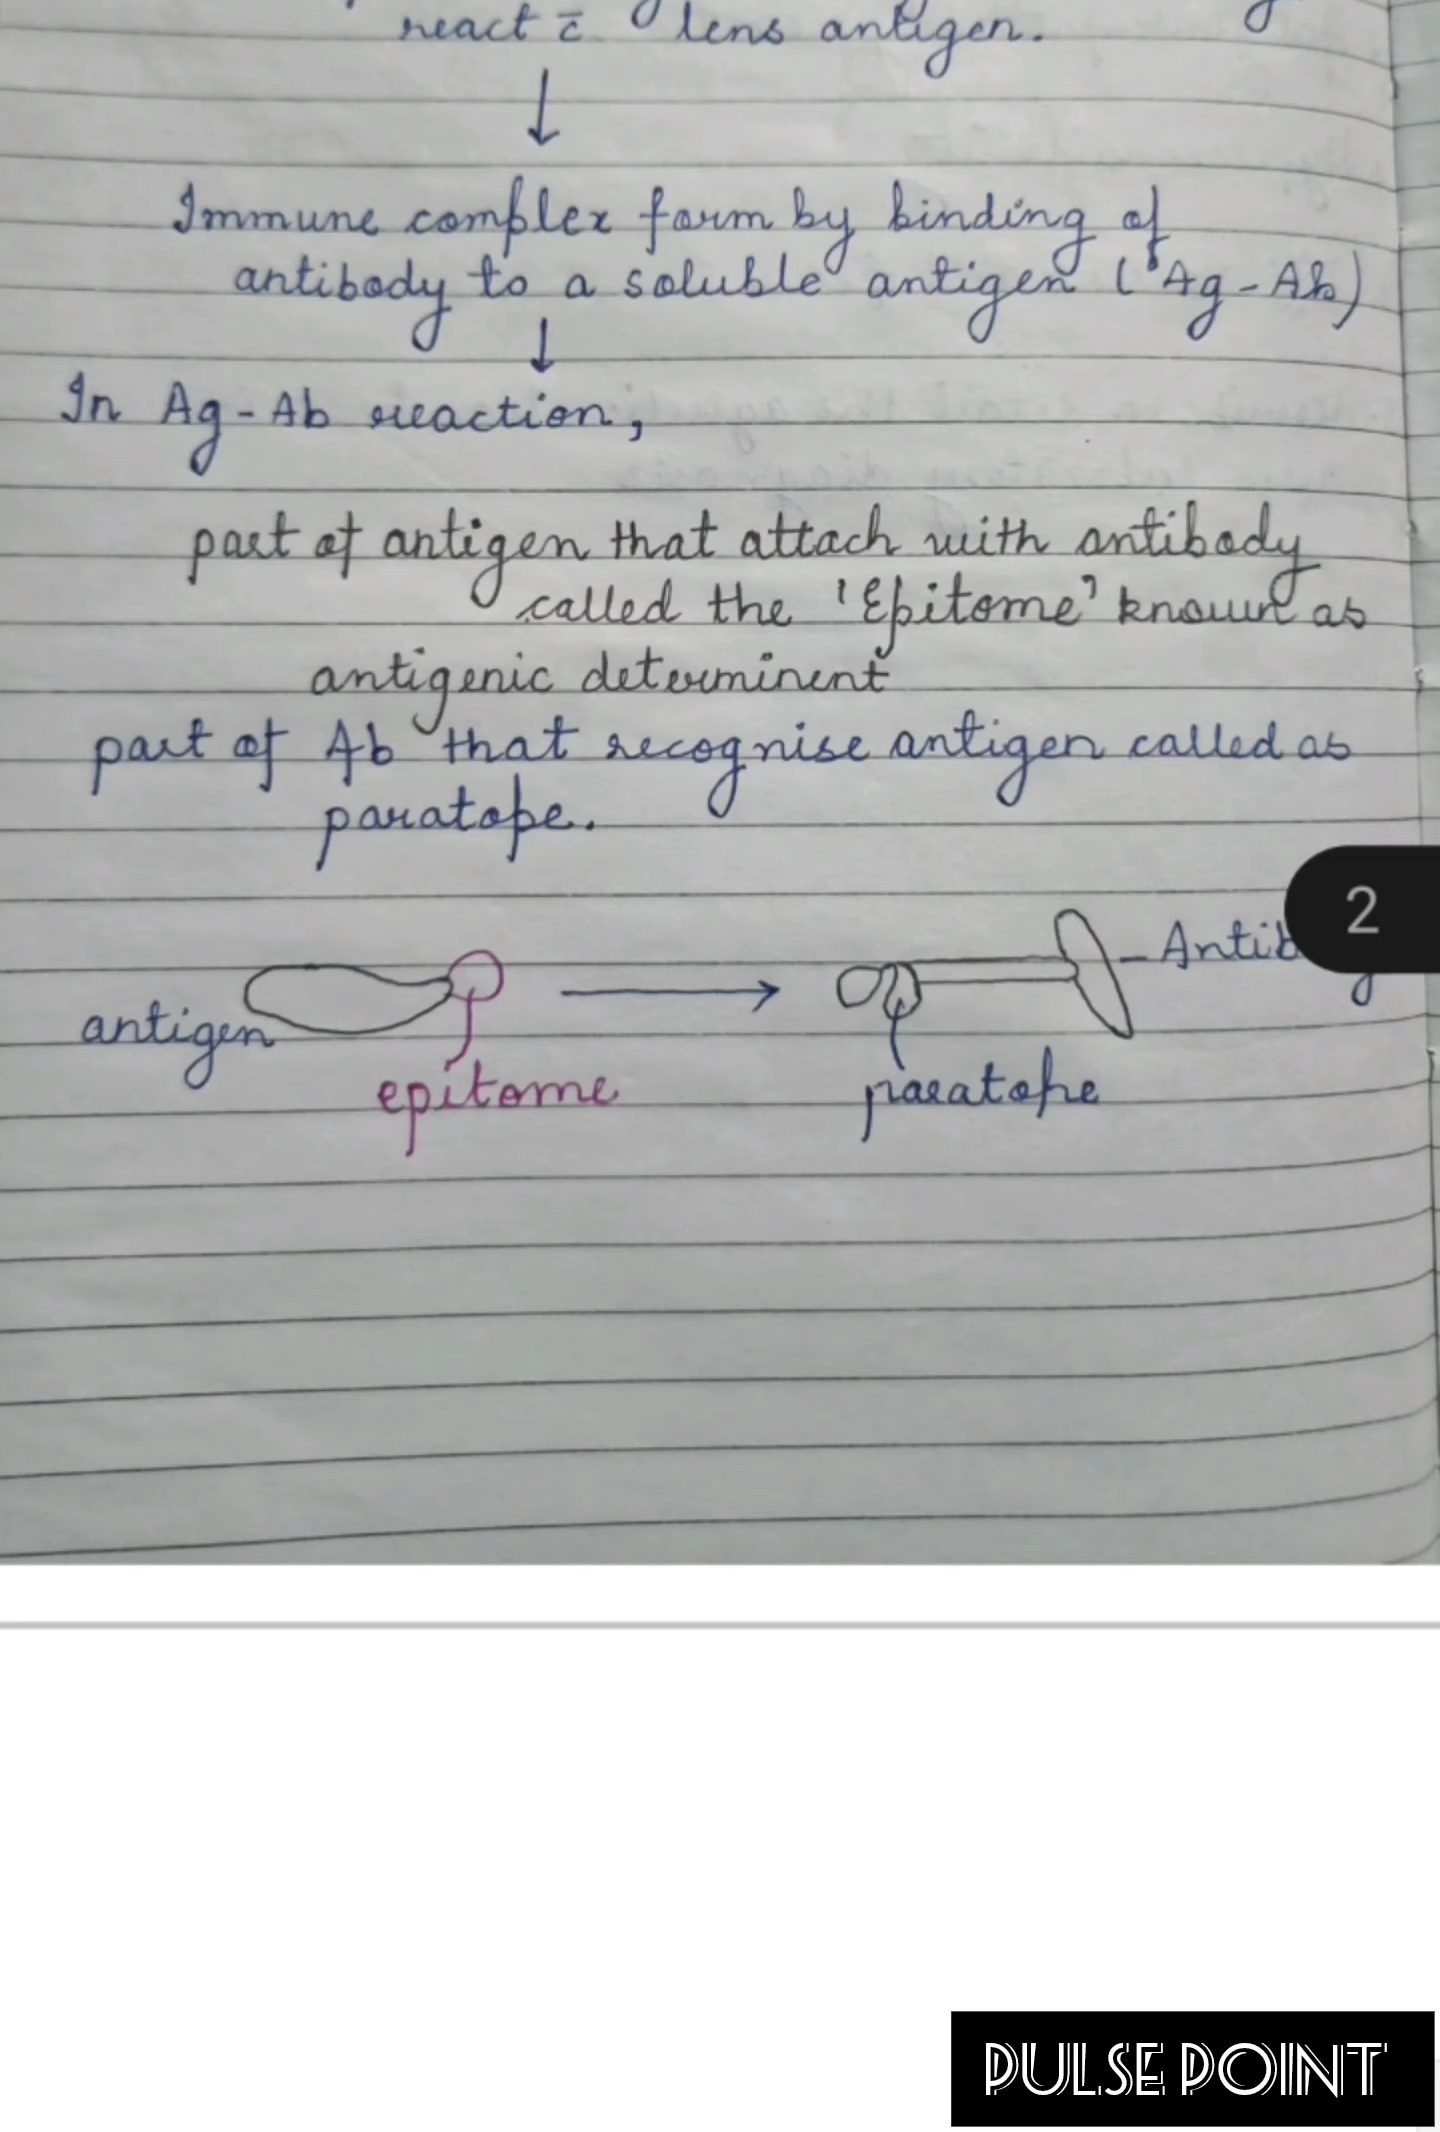 react c̄ lens antigen.
↓
Immune complex form by binding of
antibody to a soluble antigen (Ag-Ab)
↓
In Ag-Ab reaction,
part of antigen that attach with antibody
called the 'Epitome' known as
antigenic determinent
part of Ab that recognise antigen called as
paratope.
2
antigen
→
epitome
paratope
PULSE POINT